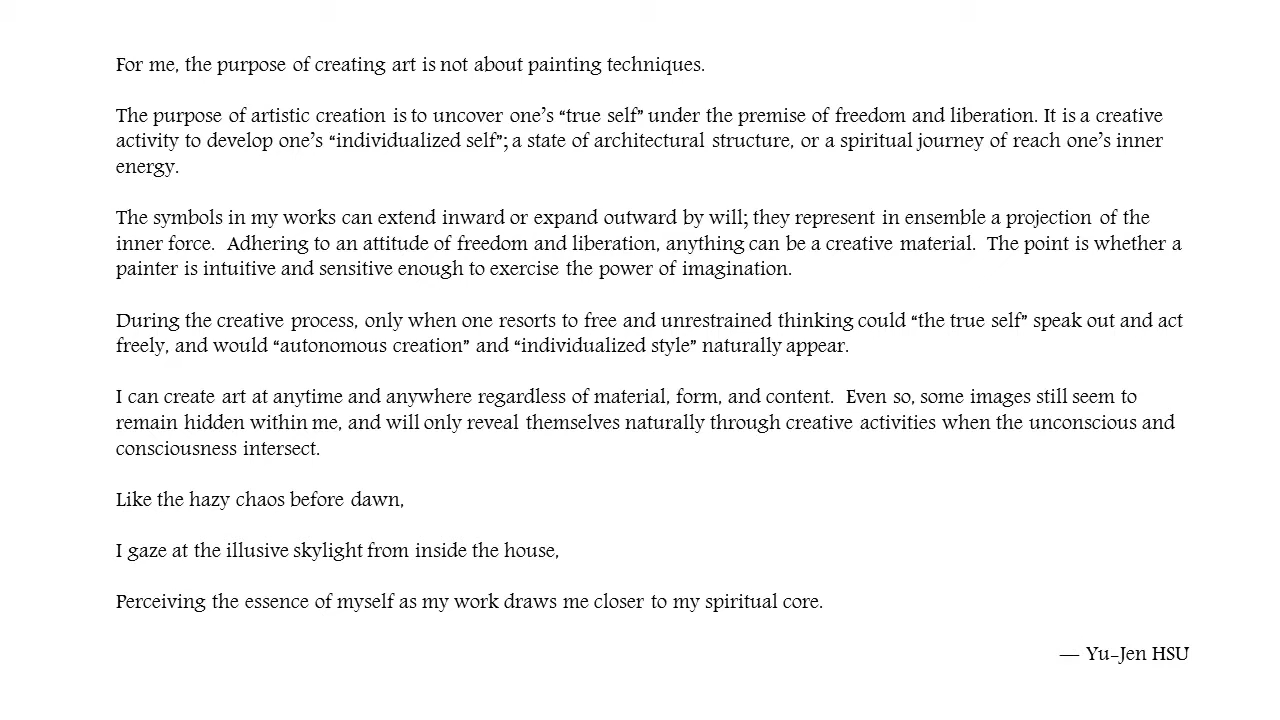 For me, the purpose of creating art is not about painting techniques.
The purpose of artistic creation is to uncover one’s “true self” under the premise of freedom and liberation. It is a creative
activity to develop one’s “individualized self”; a state of architectural structure, or a spiritual journey of reach one’s inner
energy.
The symbols in my works can extend inward or expand outward by will; they represent in ensemble a projection of the
inner force.  Adhering to an attitude of freedom and liberation, anything can be a creative material.  The point is whether a
painter is intuitive and sensitive enough to exercise the power of imagination.
During the creative process, only when one resorts to free and unrestrained thinking could “the true self” speak out and act
freely, and would “autonomous creation” and “individualized style” naturally appear.
I can create art at anytime and anywhere regardless of material, form, and content.  Even so, some images still seem to
remain hidden within me, and will only reveal themselves naturally through creative activities when the unconscious and
consciousness intersect.
Like the hazy chaos before dawn,
I gaze at the illusive skylight from inside the house,
Perceiving the essence of myself as my work draws me closer to my spiritual core.
— Yu-Jen HSU